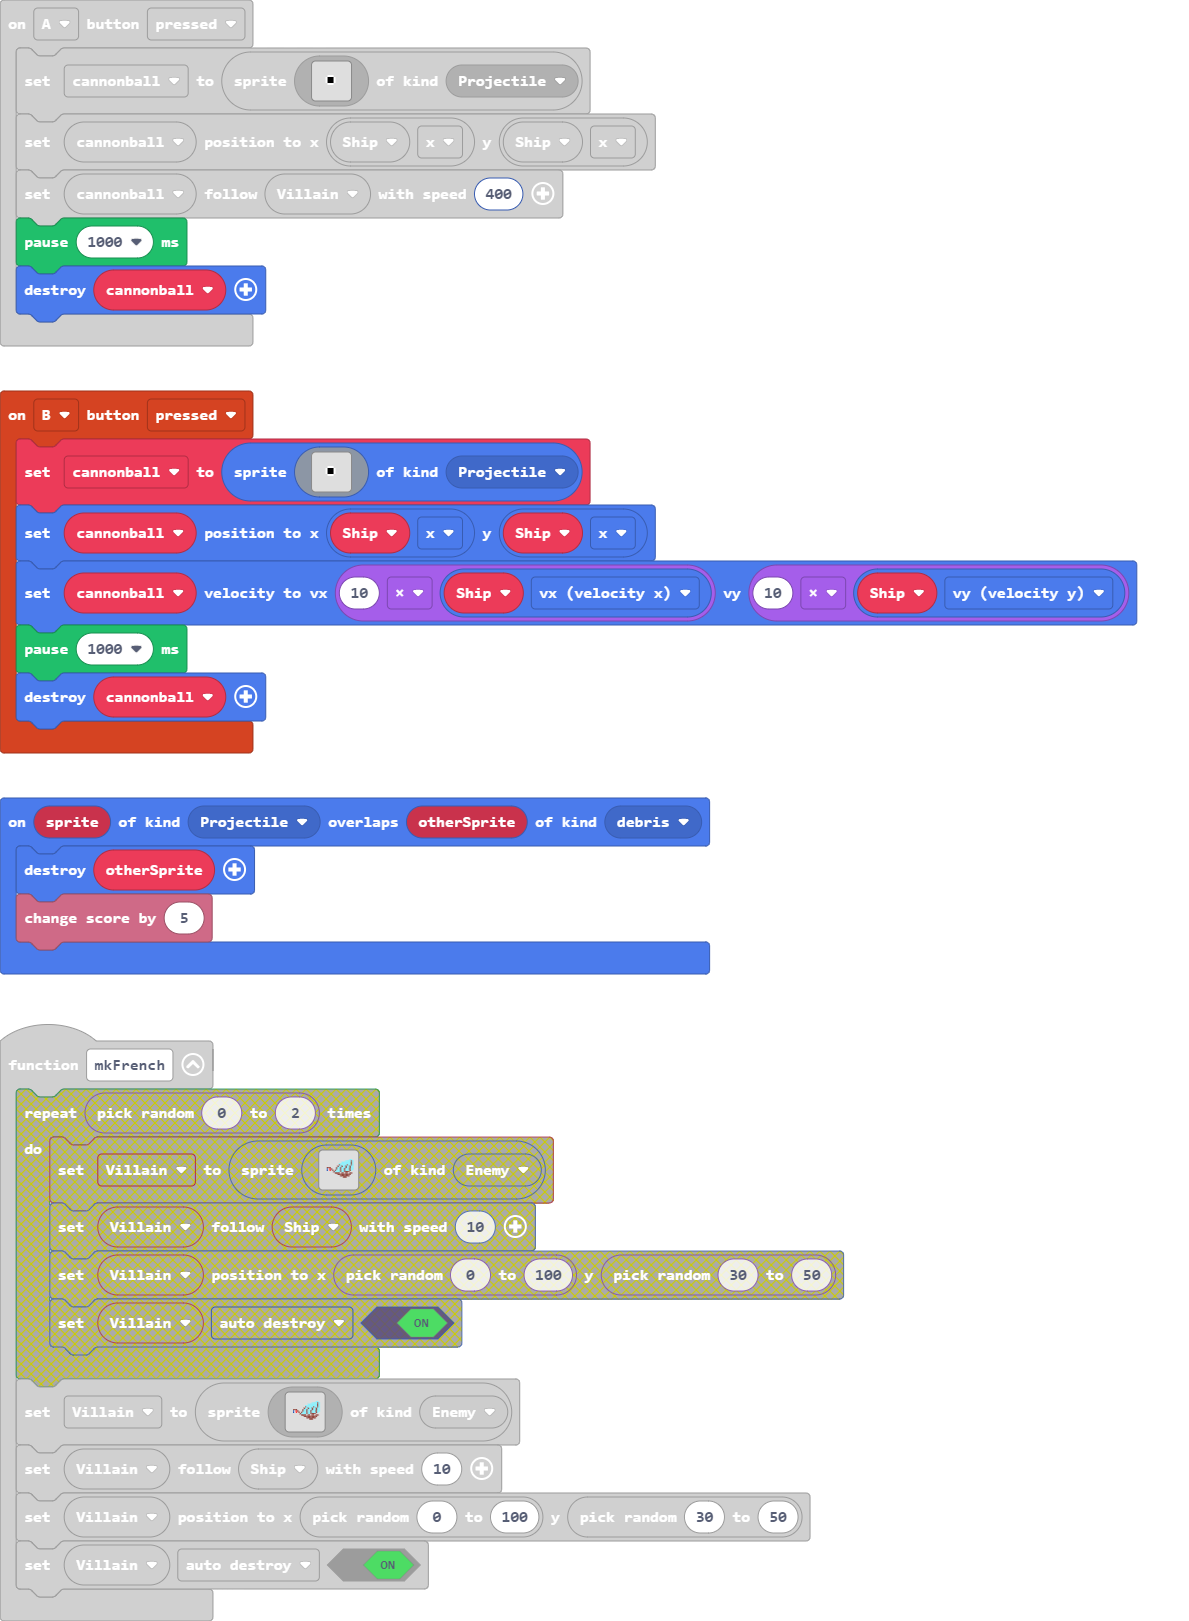 on A button pressed
set cannonball to sprite of kind Projectile
set cannonball position to x Ship x y Ship x
set cannonball follow Villain with speed 400
pause 1000 ms
destroy cannonball
on B button pressed
set cannonball to sprite of kind Projectile
set cannonball position to x Ship x y Ship x
set cannonball velocity to vx 10 × Ship vx (velocity x) vy 10 × Ship vy (velocity y)
pause 1000 ms
destroy cannonball
on sprite of kind Projectile overlaps otherSprite of kind debris
destroy otherSprite
change score by 5
function mkFrench
repeat pick random 0 to 2 times
do
set Villain to sprite of kind Enemy
set Villain follow Ship with speed 10
set Villain position to x pick random 0 to 100 y pick random 30 to 50
set Villain auto destroy ON
set Villain to sprite of kind Enemy
set Villain follow Ship with speed 10
set Villain position to x pick random 0 to 100 y pick random 30 to 50
set Villain auto destroy ON